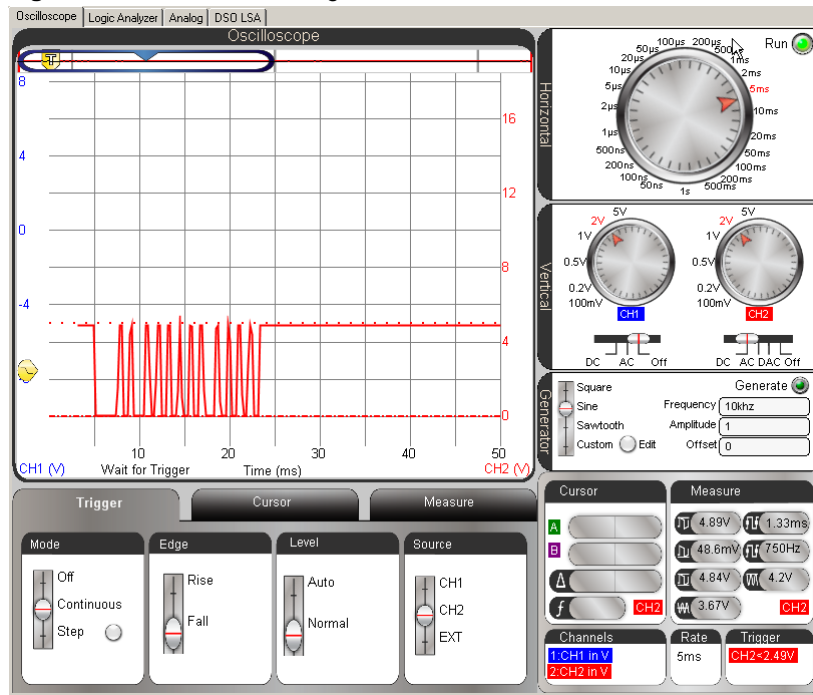 Oscilloscope Logic Analyzer Analog DSO LSA
Oscilloscope
T
8
4
0
-4
16
12
8
4
0
10 20 30 40 50
CH1 (V) Wait for Trigger Time (ms) CH2 (V)
Horizontal
Run
50µs 100µs 200µs 500
20µs 1ms
10µs 2ms
5µs 5ms
2µs 10ms
1µs 20ms
500ns 50ms
200ns 100ms
100ns 200ms
50ns 1s 500ms
Vertical
2V 5V
1V
0.5V
0.2V
100mV
CH1
DC AC Off
2V 5V
1V
0.5V
0.2V
100mV
CH2
DC AC DAC Off
Generator
Square
Sine
Sawtooth
Custom Edit
Generate
Frequency 10khz
Amplitude 1
Offset 0
Trigger Cursor Measure
Mode
Off
Continuous
Step
Edge
Rise
Fall
Level
Auto
Normal
Source
CH1
CH2
EXT
Cursor
A
B
Δ
f CH2
Measure
4.89V 1.33ms
48.6mV 750Hz
4.84V 4.2V
3.67V CH2
Channels
1:CH1 in V
2:CH2 in V
Rate
5ms
Trigger
CH2<2.49V